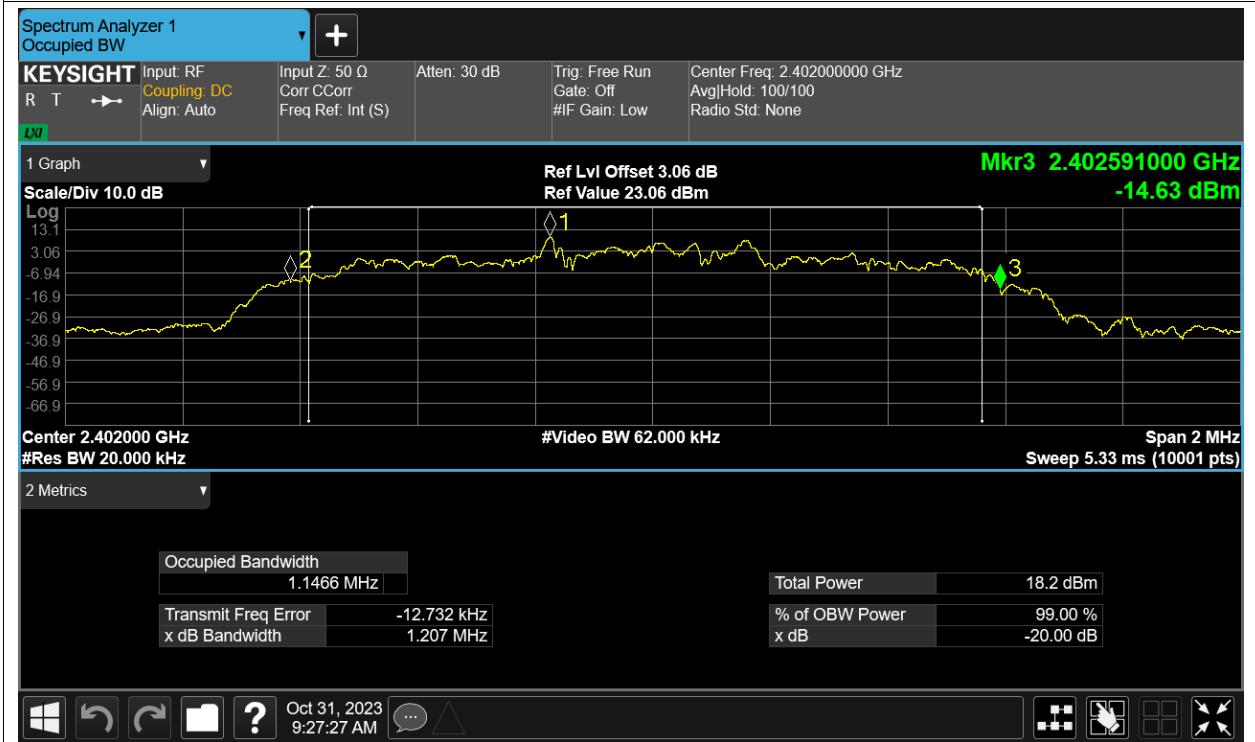 Spectrum Analyzer 1
Occupied BW
KEYSIGHT
R T
LXI
Input: RF
Coupling: DC
Align: Auto
Input Z: 50 Ω
Corr CCorr
Freq Ref: Int (S)
Atten: 30 dB
Trig: Free Run
Gate: Off
#IF Gain: Low
Center Freq: 2.402000000 GHz
Avg|Hold: 100/100
Radio Std: None
1 Graph
Scale/Div 10.0 dB
Ref Lvl Offset 3.06 dB
Ref Value 23.06 dBm
Mkr3 2.402591000 GHz
-14.63 dBm
Log
13.1
3.06
-6.94
-16.9
-26.9
-36.9
-46.9
-56.9
-66.9
1
2
3
Center 2.402000 GHz
#Video BW 62.000 kHz
Span 2 MHz
#Res BW 20.000 kHz
Sweep 5.33 ms (10001 pts)
2 Metrics
Occupied Bandwidth
1.1466 MHz
Total Power 18.2 dBm
Transmit Freq Error -12.732 kHz
% of OBW Power 99.00 %
x dB Bandwidth 1.207 MHz
x dB -20.00 dB
?
Oct 31, 2023
9:27:27 AM